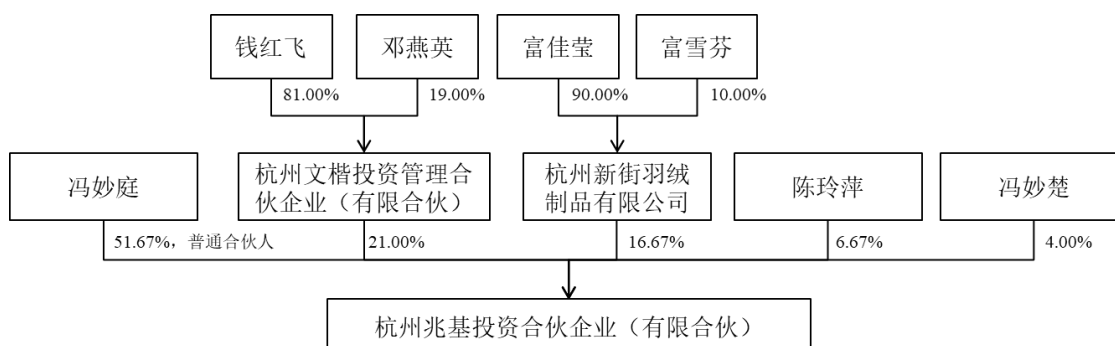 钱红飞
邓燕英
富佳莹
富雪芬
81.00%
19.00%
90.00%
10.00%
冯妙庭
杭州文楷投资管理合
伙企业（有限合伙）
杭州新街羽绒
制品有限公司
陈玲萍
冯妙楚
51.67%，普通合伙人
21.00%
16.67%
6.67%
4.00%
杭州兆基投资合伙企业（有限合伙）